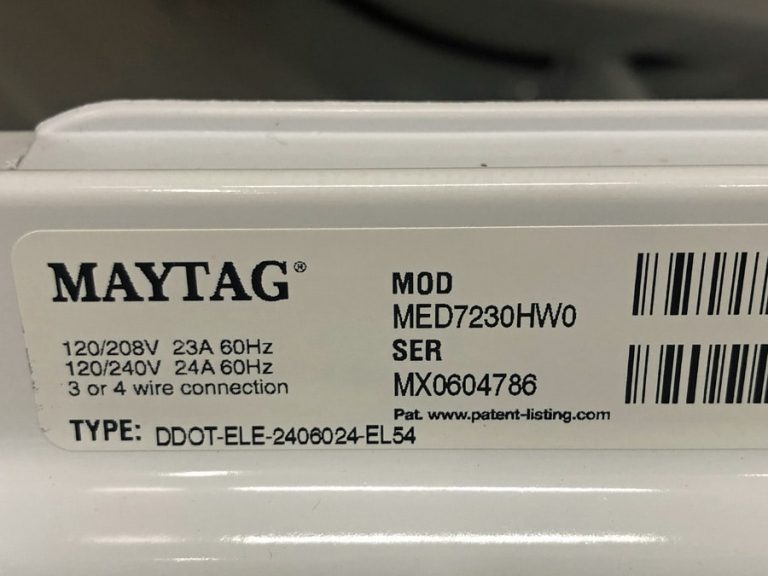 MAYTAG®
120/208V 23A 60Hz
120/240V 24A 60Hz
3 or 4 wire connection
TYPE: DDOT-ELE-2406024-EL54
MOD
MED7230HW0
SER
MX0604786
Pat. www.patent-listing.com